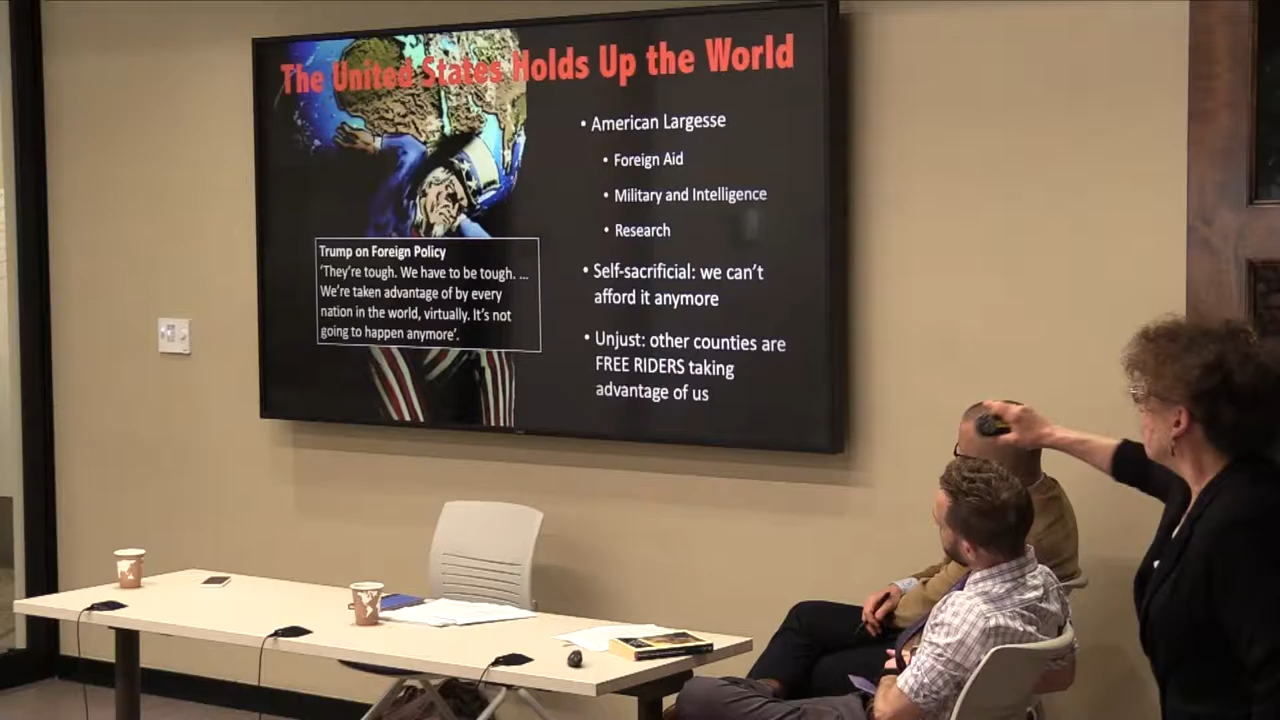 The United States Holds Up the World
• American Largesse
• Foreign Aid
• Military and Intelligence
• Research
• Self-sacrificial: we can't
afford it anymore
• Unjust: other counties are
FREE RIDERS taking
advantage of us
Trump on Foreign Policy
'They're tough. We have to be tough. ...
We're taken advantage of by every
nation in the world, virtually. It's not
going to happen anymore'.